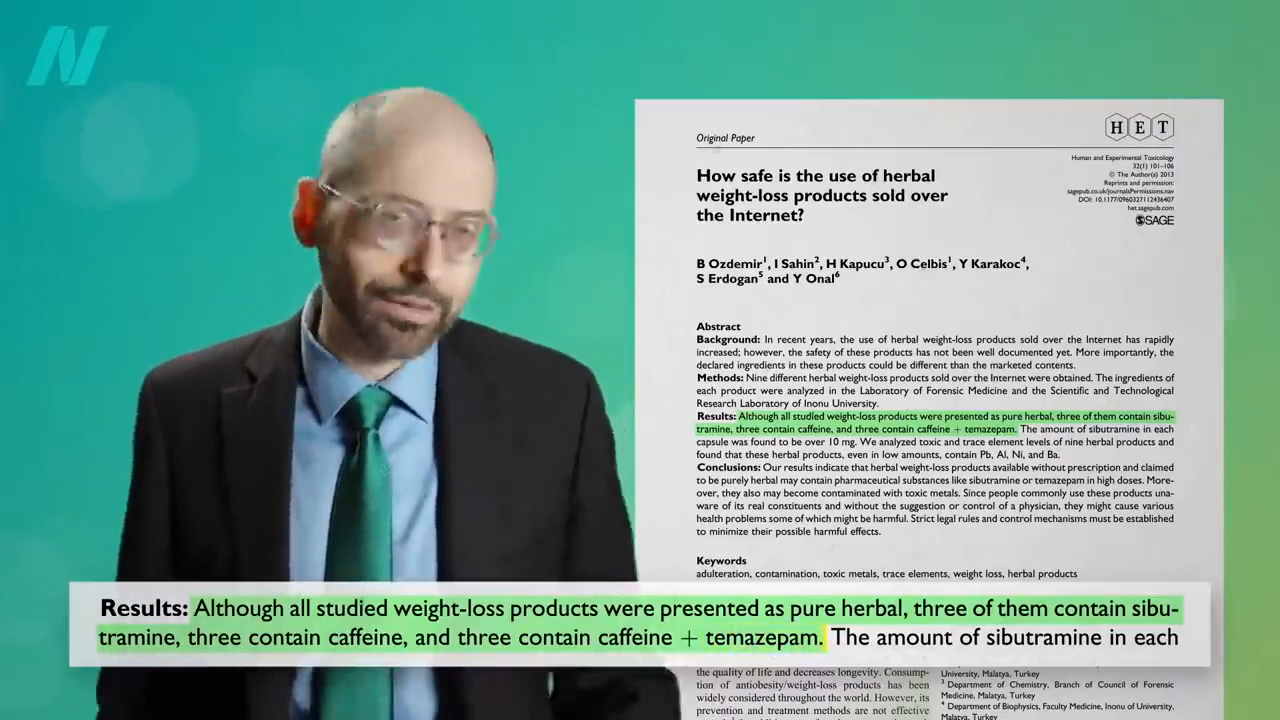 N
Original Paper
HET
Human and Experimental Toxicology
32(1) 101–106
© The Author(s) 2013
Reprints and permission:
sagepub.co.uk/journalsPermissions.nav
DOI: 10.1177/0960327112436407
het.sagepub.com
SAGE
How safe is the use of herbal
weight-loss products sold over
the Internet?
B Ozdemir1, I Sahin2, H Kapucu3, O Celbis1, Y Karakoc4,
S Erdogan5 and Y Onal6
Abstract
Background: In recent years, the use of herbal weight-loss products sold over the Internet has rapidly
increased; however, the safety of these products has not been well documented yet. More importantly, the
declared ingredients in these products could be different than the marketed contents.
Methods: Nine different herbal weight-loss products sold over the Internet were obtained. The ingredients of
each product were analyzed in the Laboratory of Forensic Medicine and the Scientific and Technological
Research Laboratory of Inonu University.
Results: Although all studied weight-loss products were presented as pure herbal, three of them contain sibu-
tramine, three contain caffeine, and three contain caffeine + temazepam. The amount of sibutramine in each
capsule was found to be over 10 mg. We analyzed toxic and trace element levels of nine herbal products and
found that these herbal products, even in low amounts, contain Pb, Al, Ni, and Ba.
Conclusions: Our results indicate that herbal weight-loss products available without prescription and claimed
to be purely herbal may contain pharmaceutical substances like sibutramine or temazepam in high doses. More-
over, they also may become contaminated with toxic metals. Since people commonly use these products una-
ware of its real constituents and without the suggestion or control of a physician, they might cause various
health problems some of which might be harmful. Strict legal rules and control mechanisms must be established
to minimize their possible harmful effects.
Keywords
adulteration, contamination, toxic metals, trace elements, weight loss, herbal products
Results: Although all studied weight-loss products were presented as pure herbal, three of them contain sibu-
tramine, three contain caffeine, and three contain caffeine + temazepam. The amount of sibutramine in each
the quality of life and decreases longevity. Consump-
tion of antiobesity/weight-loss products has been
widely considered throughout the world. However, its
prevention and treatment methods are not effective
University, Malatya, Turkey
3 Department of Chemistry, Branch of Council of Forensic
Medicine, Malatya, Turkey
4 Department of Biophysics, Faculty Medicine, Inonu of University,
Malatya, Turkey